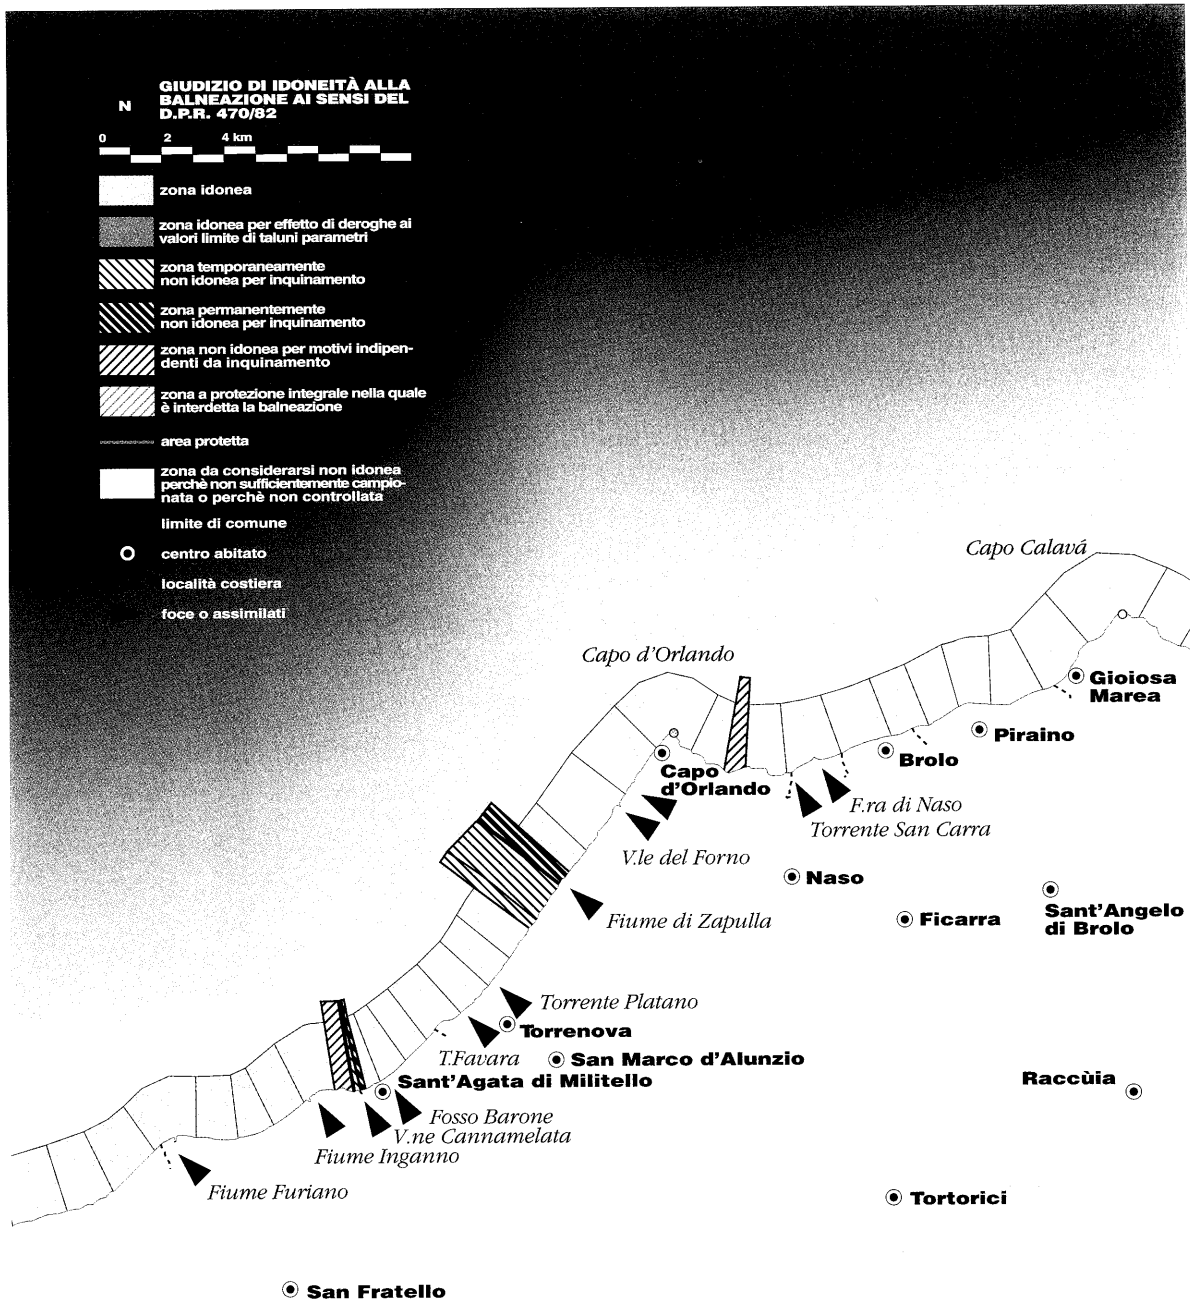 GIUDIZIO DI IDONEITÀ ALLA
BALNEAZIONE AI SENSI DEL
D.P.R. 470/82
N
0 2 4 km
zona idonea
zona idonea per effetto di deroghe ai
valori limite di taluni parametri
zona temporaneamente
non idonea per inquinamento
zona permanentemente
non idonea per inquinamento
zona non idonea per motivi indipen-
denti da inquinamento
zona a protezione integrale nella quale
è interdetta la balneazione
area protetta
zona da considerarsi non idonea
perchè non sufficientemente campio-
nata o perchè non controllata
limite di comune
centro abitato
località costiera
foce o assimilati
Capo Calavá
Capo d'Orlando
Gioiosa
Marea
Piraino
Brolo
Capo
d'Orlando
F.ra di Naso
Torrente San Carra
V.le del Forno
Naso
Sant'Angelo
di Brolo
Ficarra
Fiume di Zapulla
Torrente Platano
Torrenova
T.Favara
San Marco d'Alunzio
Sant'Agata di Militello
Raccùia
Fosso Barone
V.ne Cannamelata
Fiume Inganno
Fiume Furiano
Tortorici
San Fratello